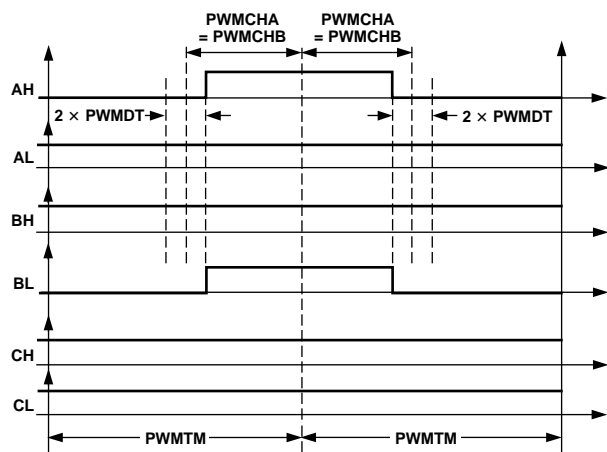 PWMCHA
= PWMCHB
PWMCHA
= PWMCHB
AH
2 × PWMDT
2 × PWMDT
AL
BH
BL
CH
CL
PWMTM
PWMTM